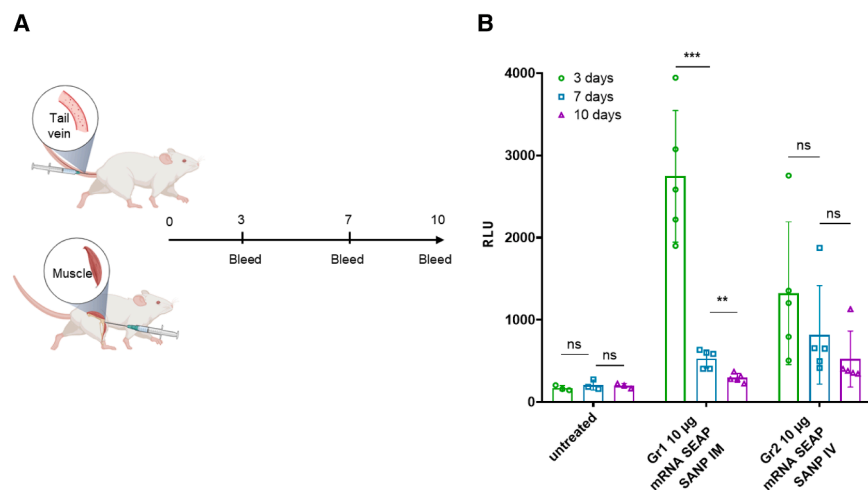 A
Tail
vein
Muscle
0 3 7 10
Bleed Bleed Bleed
B
RLU
4000
3000
2000
1000
0
3 days
7 days
10 days
***
ns
ns
ns
ns
**
untreated
Gr1 10 µg
mRNA SEAP
SANP IM
Gr2 10 µg
mRNA SEAP
SANP IV